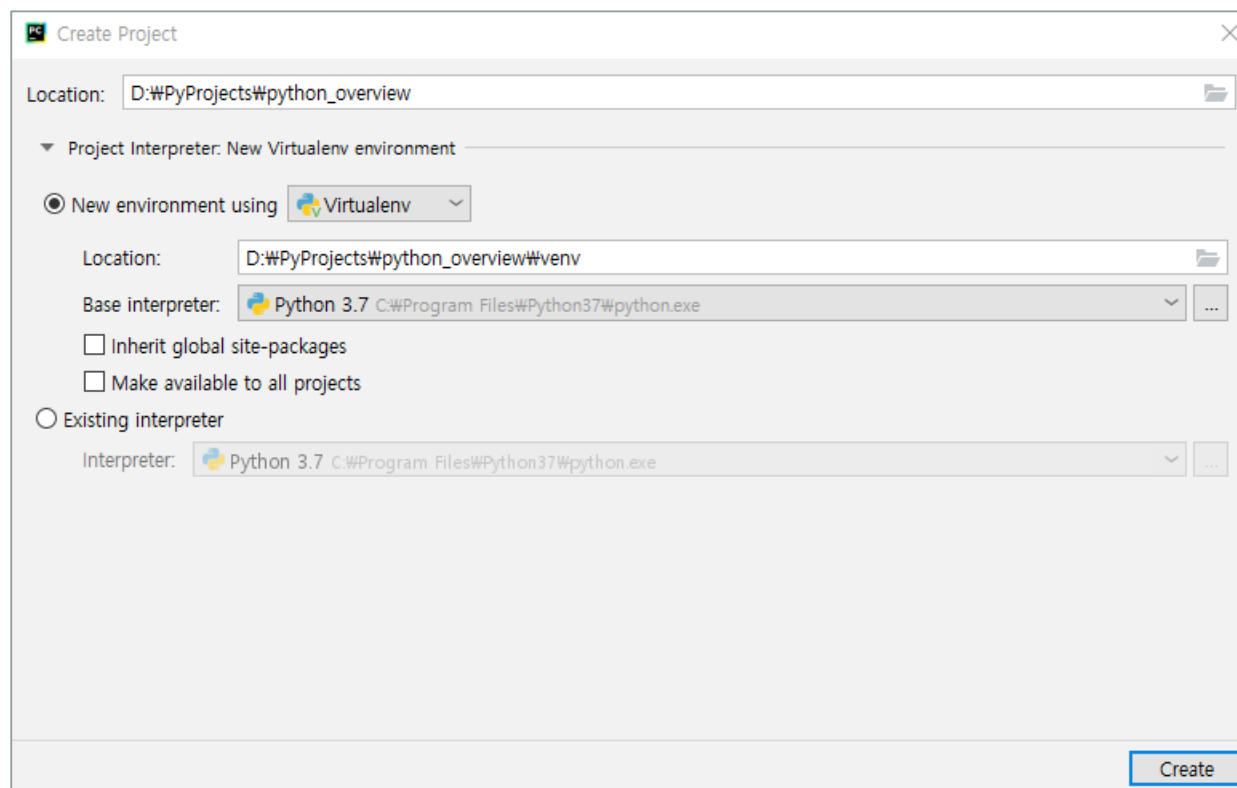 PC
Create Project
Location: D:₩PyProjects₩python_overview
Project Interpreter: New Virtualenv environment
New environment using Virtualenv
Location: D:₩PyProjects₩python_overview₩venv
Base interpreter: Python 3.7 C:₩Program Files₩Python37₩python.exe ...
Inherit global site-packages
Make available to all projects
Existing interpreter
Interpreter: Python 3.7 C:₩Program Files₩Python37₩python.exe ...
Create